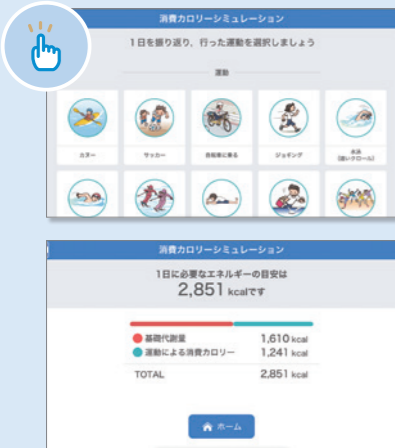 消費カロリーシミュレーション
1日を振り返り、行った運動を選択しましょう
運動
カヌー
サッカー
自転車に乗る
ジョギング
水泳
(速いクロール)
消費カロリーシミュレーション
1日に必要なエネルギーの目安は
2,851 kcalです
基礎代謝量 1,610 kcal
運動による消費カロリー 1,241 kcal
TOTAL 2,851 kcal
ホーム